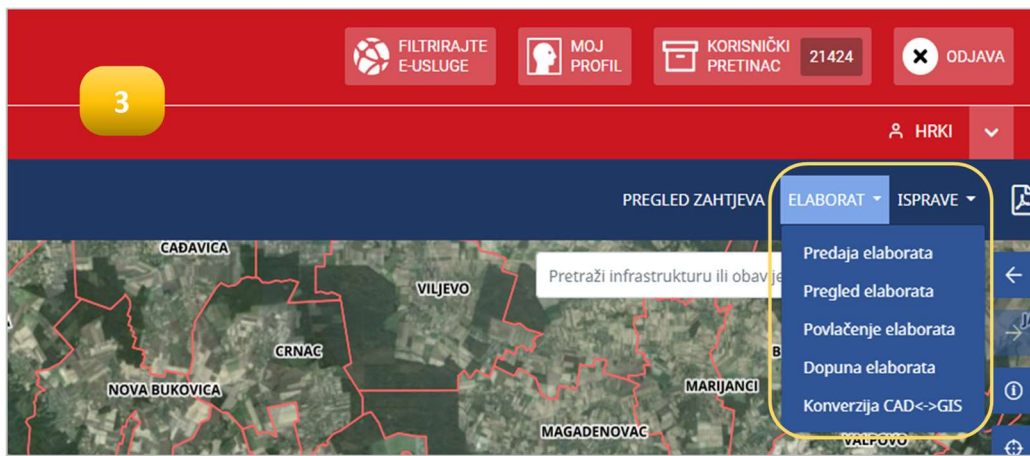 FILTRIRAJTE
E-USLUGE
MOJ
PROFIL
KORISNIČKI
PRETINAC
21424
ODJAVA
3
HRKI
PREGLED ZAHTJEVA
ELABORAT
ISPRAVE
Predaja elaborata
Pregled elaborata
Povlačenje elaborata
Dopuna elaborata
Konverzija CAD<->GIS
Pretraži infrastrukturu ili
CAĐAVICA
VILJEVO
CRNAC
NOVA BUKOVICA
MARIJANCI
MAGADENOVAC
VALPOVO